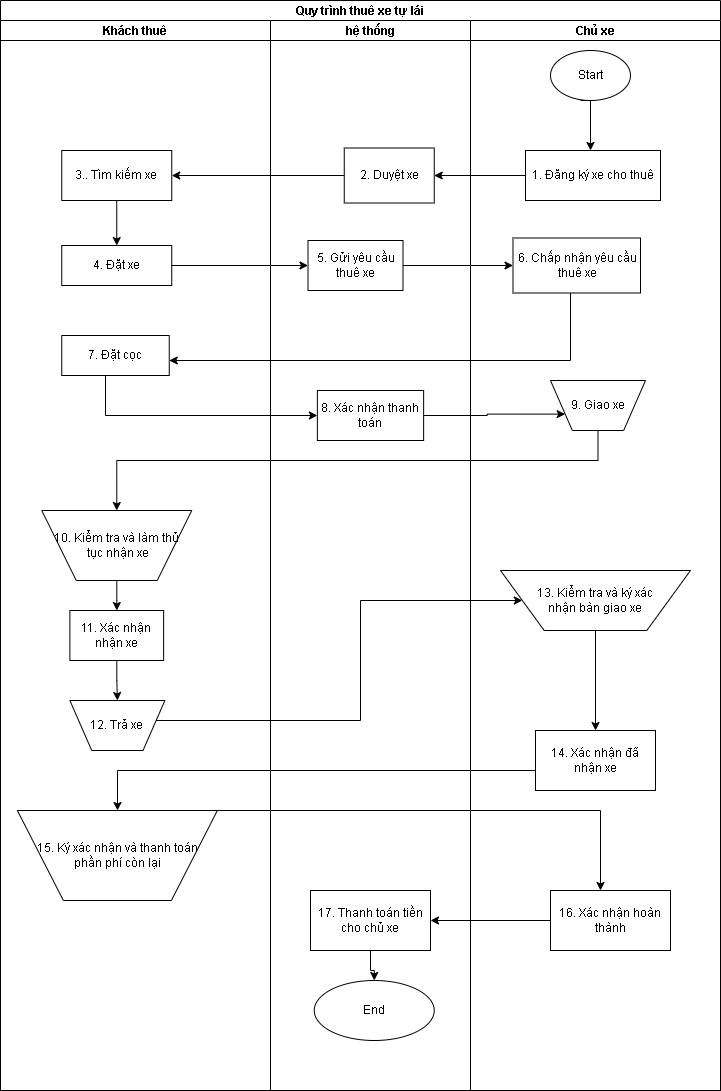 Quy trình thuê xe tự lái
Khách thuê
hệ thống
Chủ xe
Start
3.. Tìm kiếm xe
2. Duyệt xe
1. Đăng ký xe cho thuê
4. Đặt xe
5. Gửi yêu cầu
thuê xe
6. Chấp nhận yêu cầu
thuê xe
7. Đặt cọc
8. Xác nhận thanh
toán
9. Giao xe
10. Kiểm tra và làm thủ
tục nhận xe
11. Xác nhận
nhận xe
12. Trả xe
13. Kiểm tra và ký xác
nhận bàn giao xe
14. Xác nhận đã
nhận xe
15. Ký xác nhận và thanh toán
phần phí còn lại
16. Xác nhận hoàn
thành
17. Thanh toán tiền
cho chủ xe
End